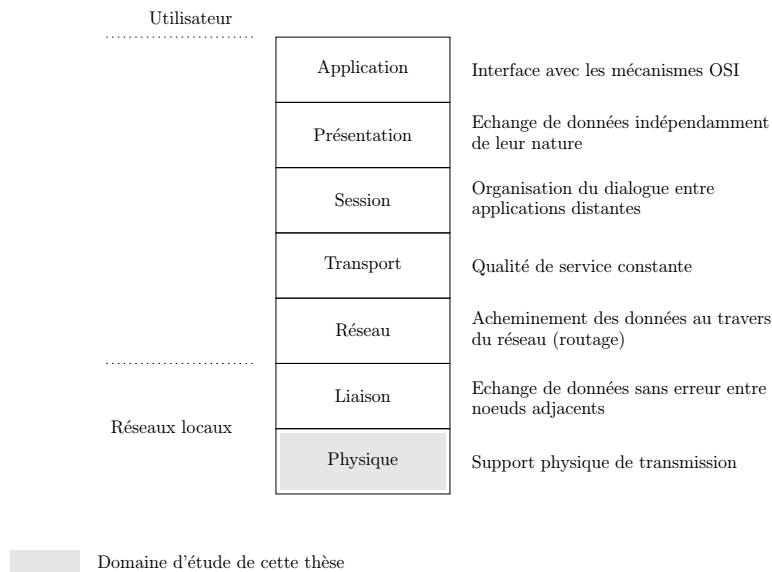 Utilisateur
Application
Interface avec les mécanismes OSI
Présentation
Echange de données indépendamment
de leur nature
Session
Organisation du dialogue entre
applications distantes
Transport
Qualité de service constante
Réseau
Acheminement des données au travers
du réseau (routage)
Liaison
Echange de données sans erreur entre
noeuds adjacents
Réseaux locaux
Physique
Support physique de transmission
Domaine d'étude de cette thèse